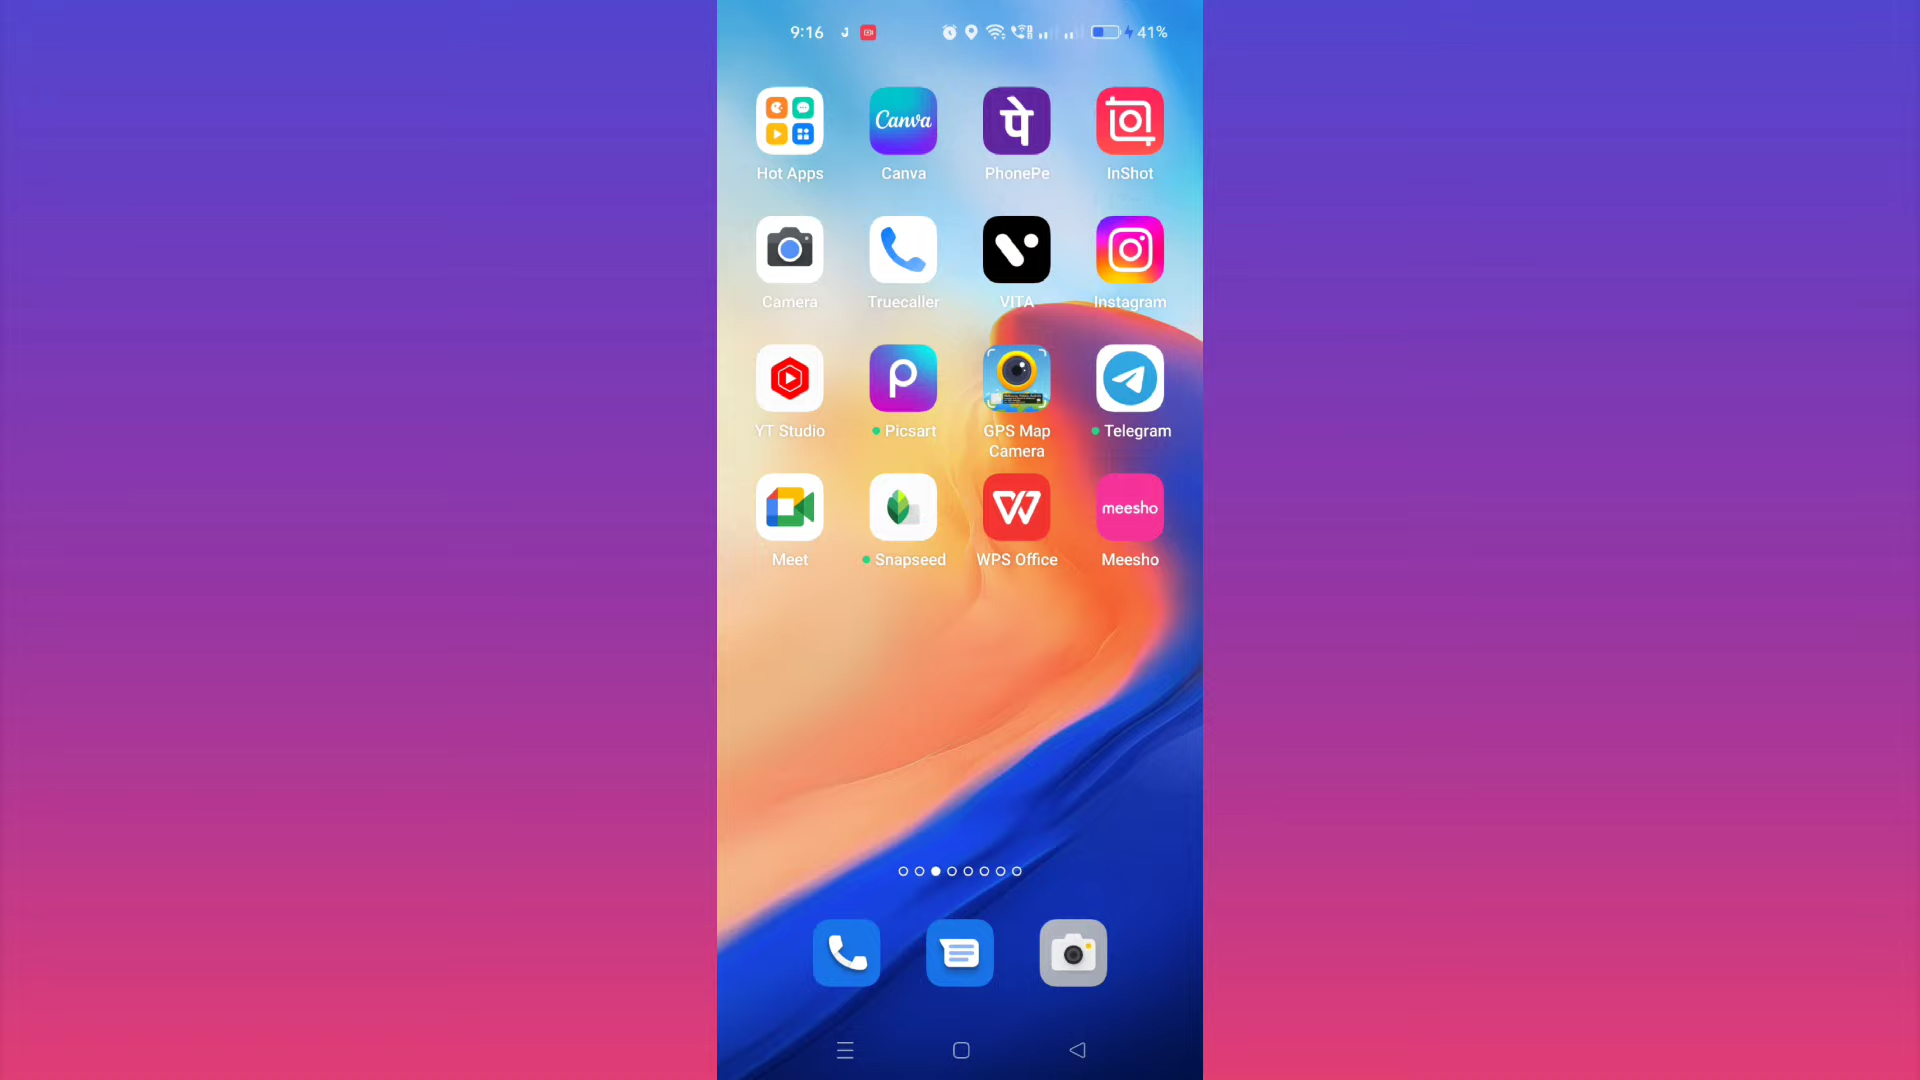 9:16 41%
Canva
पे
Hot Apps Canva PhonePe InShot
Camera Truecaller VITA Instagram
YT Studio Picsart GPS Map Camera Telegram
meesho
Meet Snapseed WPS Office Meesho